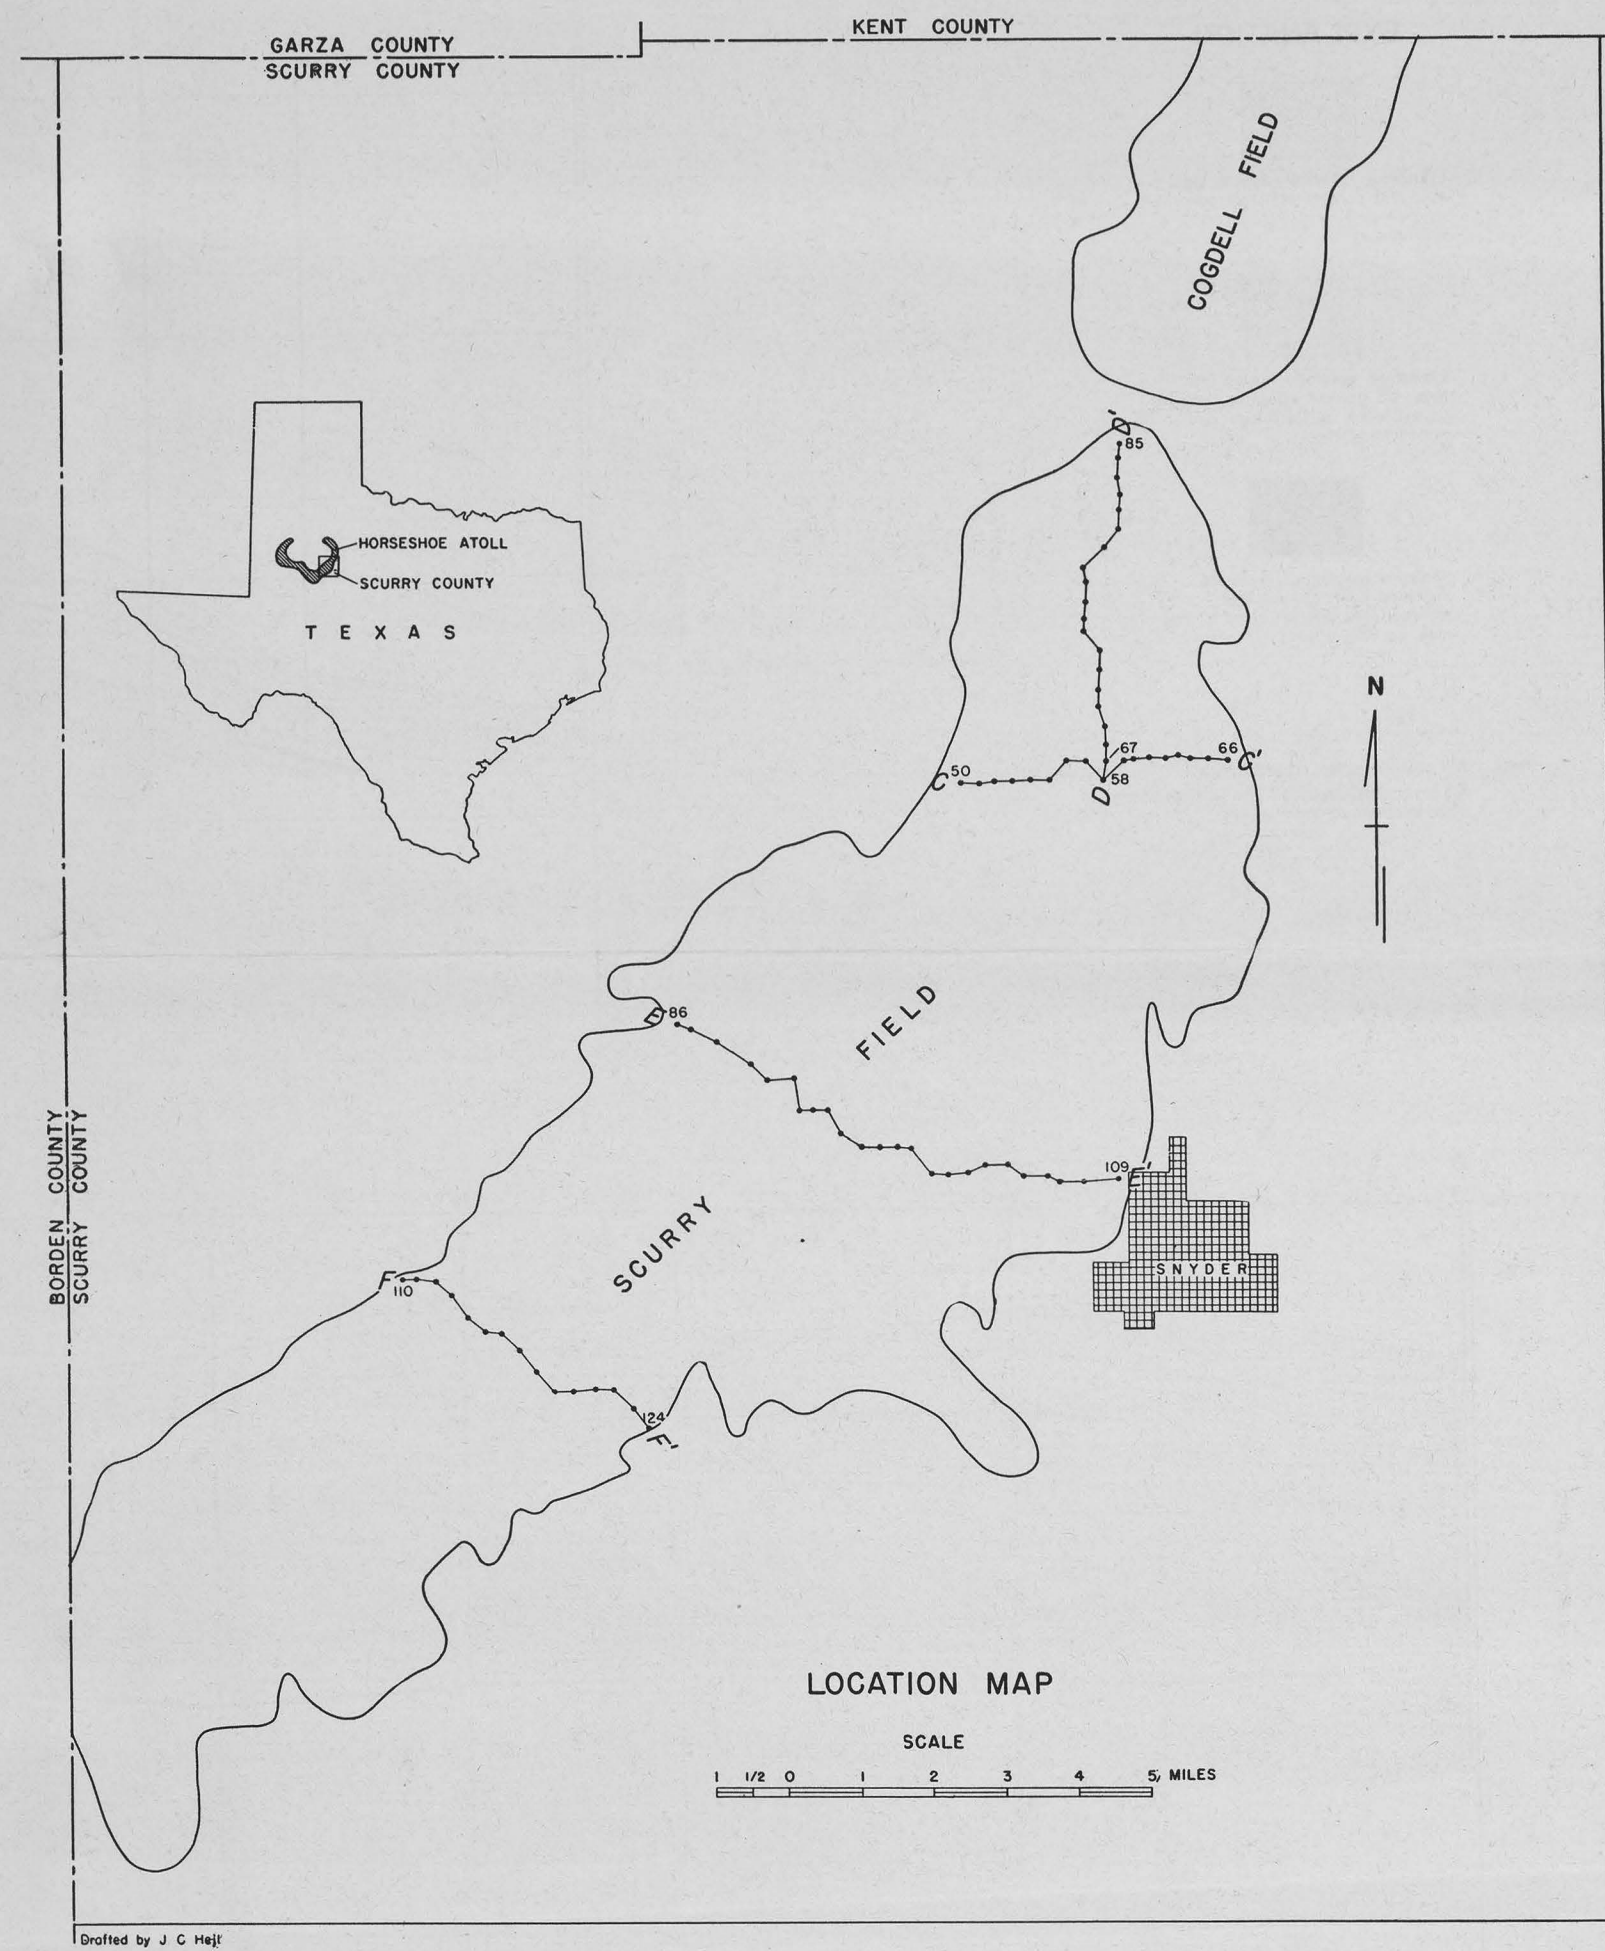 KENT COUNTY
GARZA COUNTY
SCURRY COUNTY
COGDELL FIELD
D'
85
HORSESHOE ATOLL
SCURRY COUNTY
TEXAS
N
67
66
C'
C
50
58
D
E
86
FIELD
BORDEN COUNTY
SCURRY COUNTY
109
E'
SCURRY
SNYDER
F
110
124
F'
LOCATION MAP
SCALE
1 1/2 0 1 2 3 4 5 MILES
Drafted by J C Heil